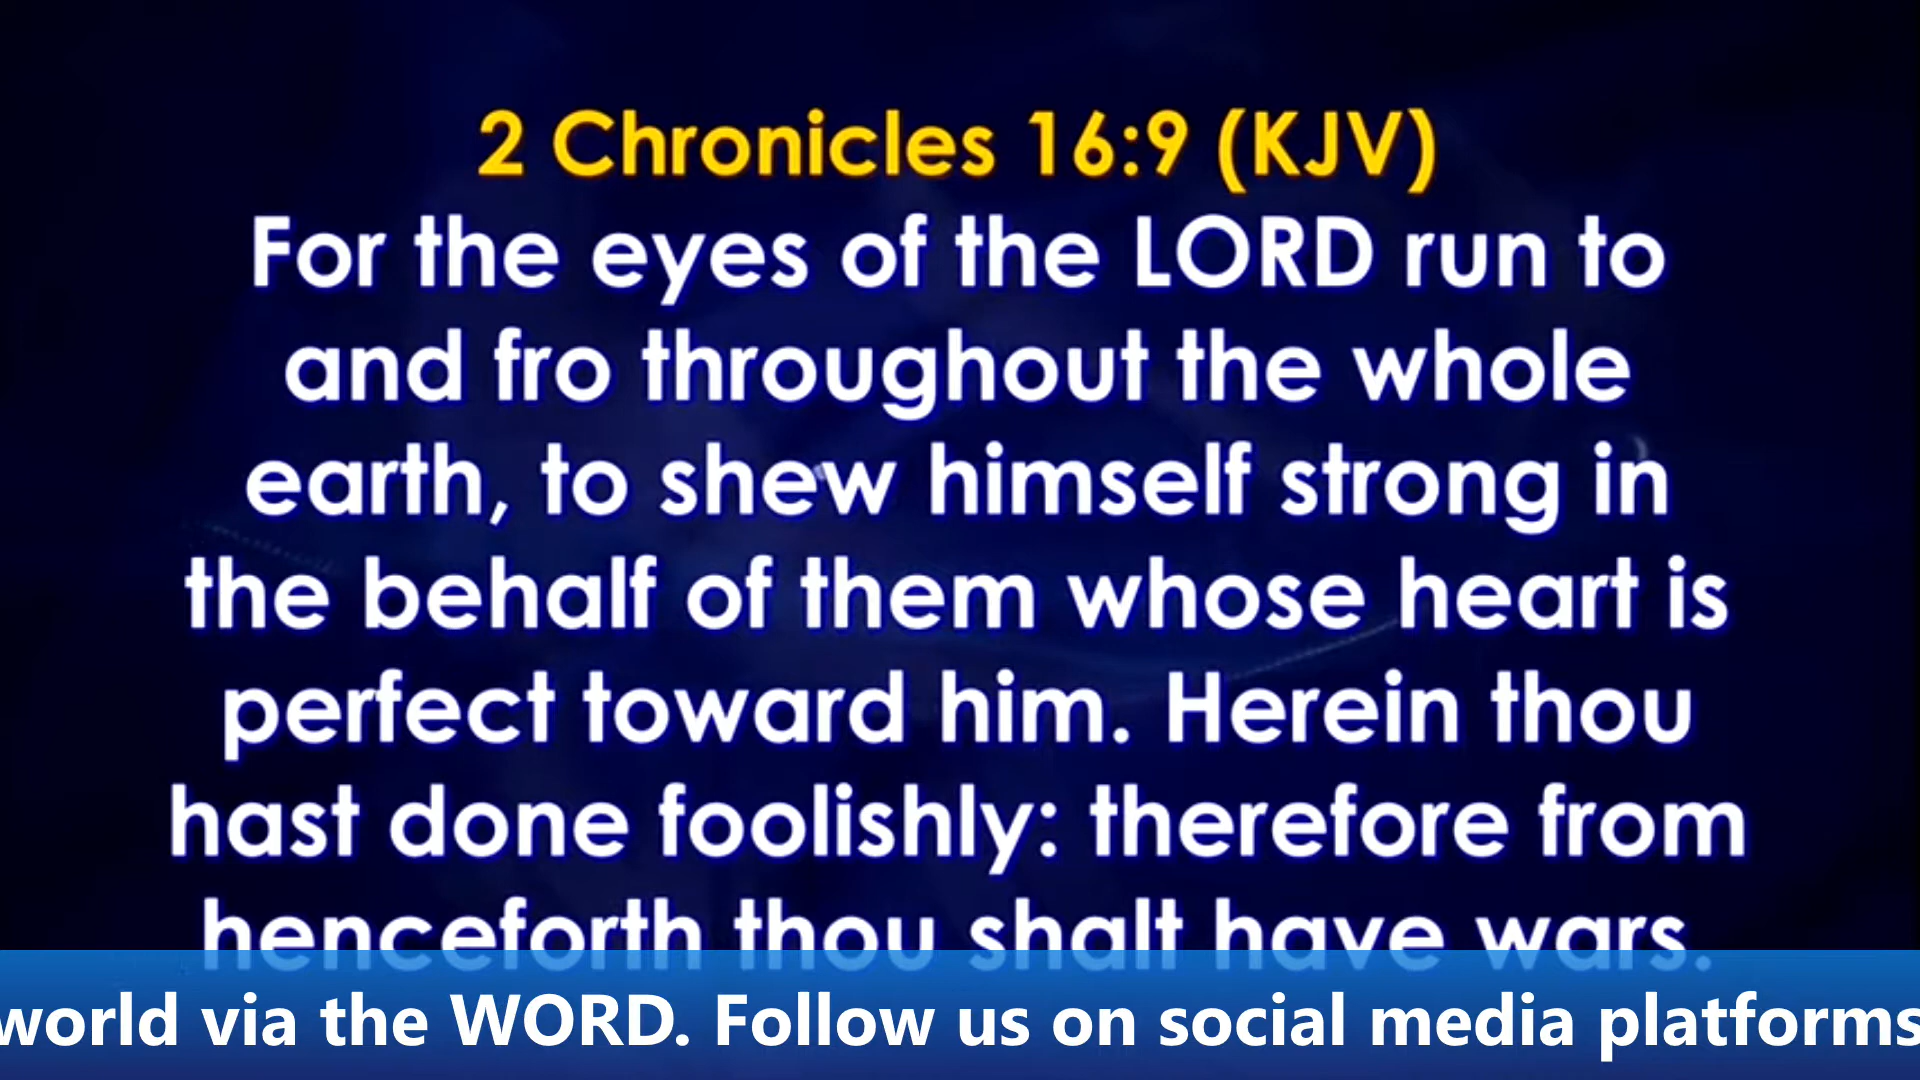 2 Chronicles 16:9 (KJV)
For the eyes of the LORD run to
and fro throughout the whole
earth, to shew himself strong in
the behalf of them whose heart is
perfect toward him. Herein thou
hast done foolishly: therefore from
henceforth thou shalt have wars.
world via the WORD. Follow us on social media platforms